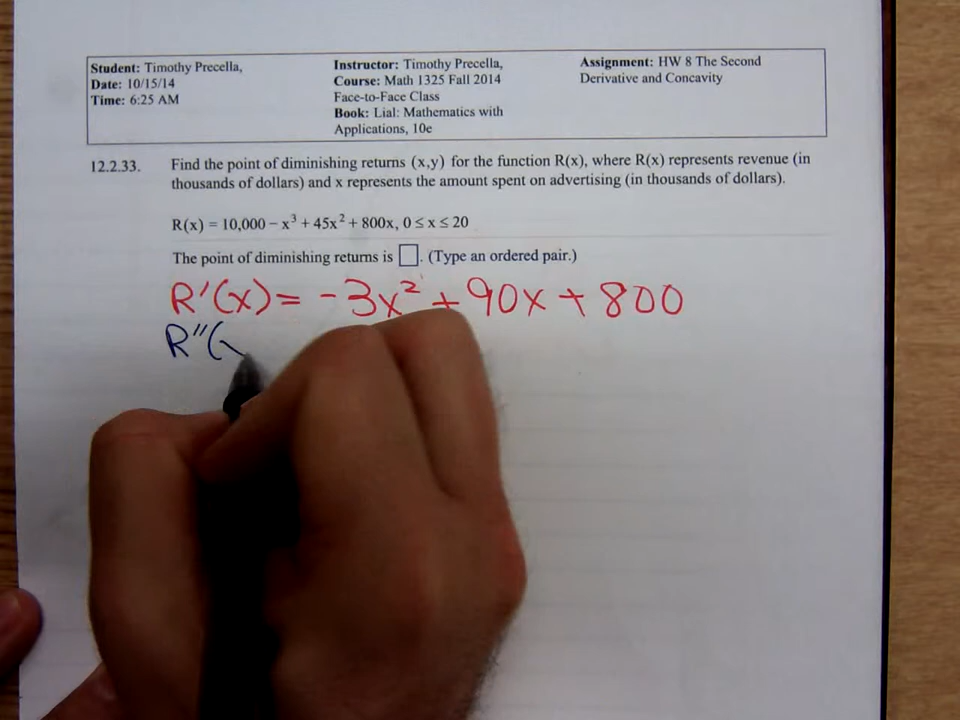 Student: Timothy Precella,
Date: 10/15/14
Time: 6:25 AM
Instructor: Timothy Precella,
Course: Math 1325 Fall 2014
Face-to-Face Class
Book: Lial: Mathematics with
Applications, 10e
Assignment: HW 8 The Second
Derivative and Concavity
12.2.33. Find the point of diminishing returns (x,y) for the function R(x), where R(x) represents revenue (in
thousands of dollars) and x represents the amount spent on advertising (in thousands of dollars).
R(x) = 10,000 − x³ + 45x² + 800x, 0 ≤ x ≤ 20
The point of diminishing returns is □. (Type an ordered pair.)
R'(x) = -3x² + 90x + 800
R''(